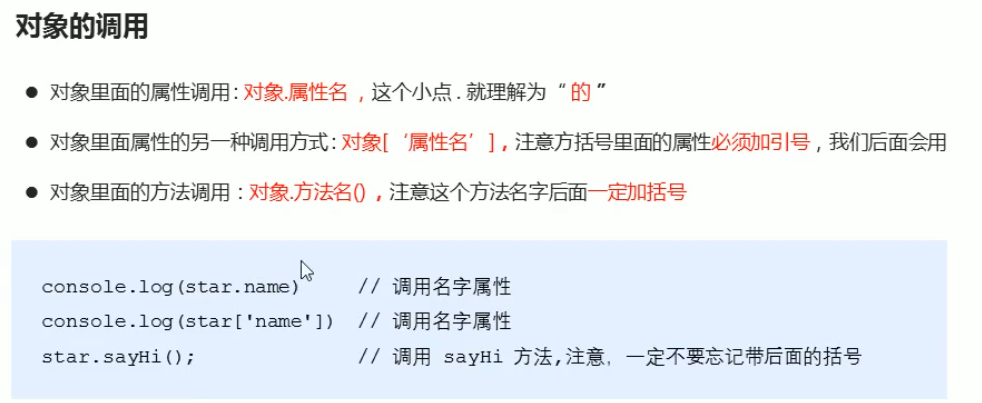 对象的调用
● 对象里面的属性调用：对象.属性名，这个小点 . 就理解为“ 的 ”
● 对象里面属性的另一种调用方式：对象[‘属性名’]，注意方括号里面的属性必须加引号，我们后面会用
● 对象里面的方法调用：对象.方法名()，注意这个方法名字后面一定加括号
console.log(star.name)     // 调用名字属性
console.log(star['name'])  // 调用名字属性
star.sayHi();              // 调用 sayHi 方法,注意，一定不要忘记带后面的括号